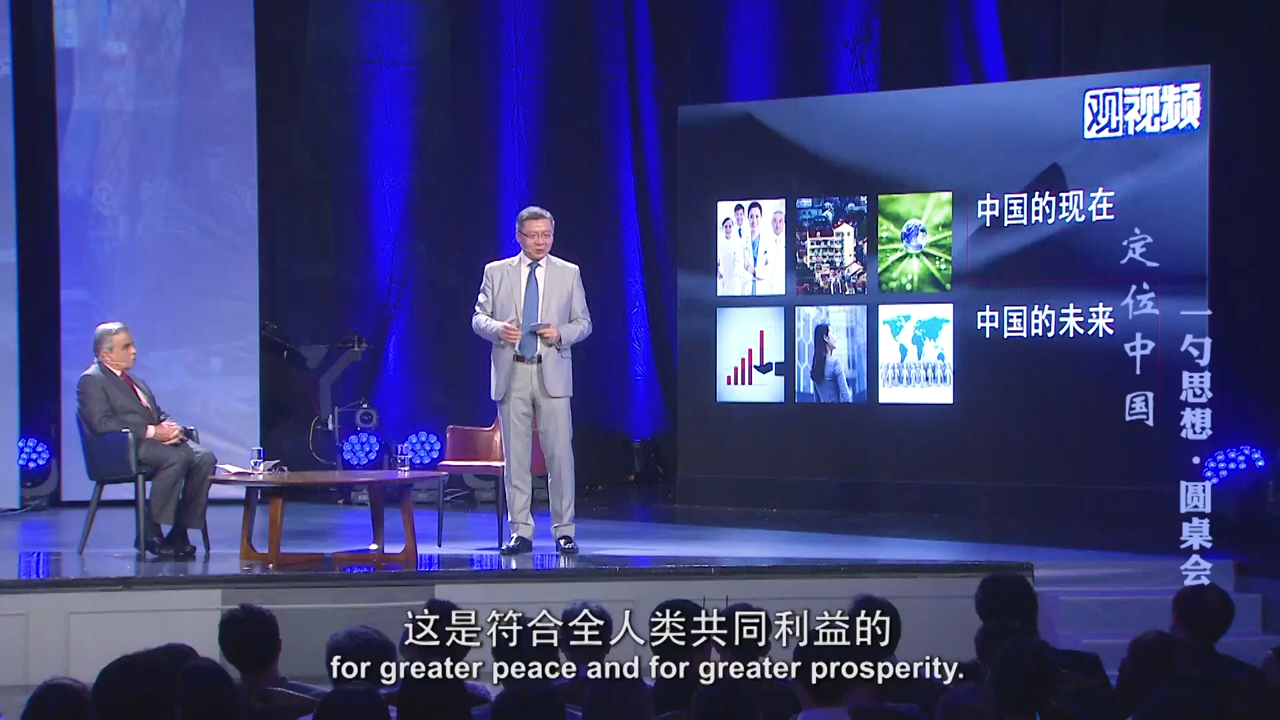 观视频
中国的现在
中国的未来
定位中国
一勺思想·圆桌会
这是符合全人类共同利益的
for greater peace and for greater prosperity.